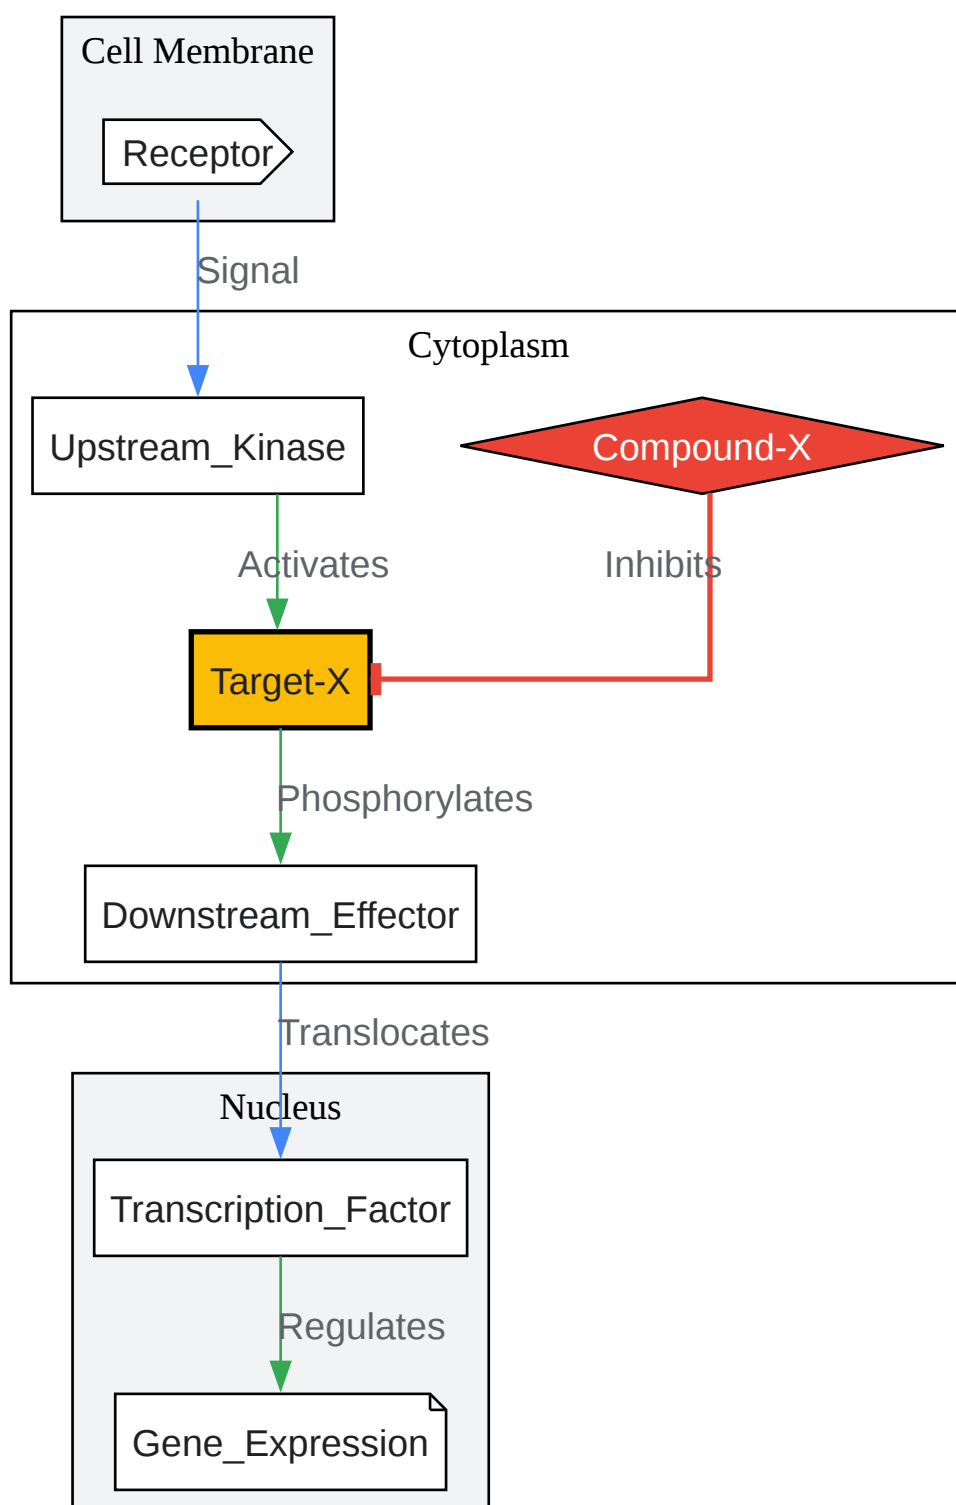 Cell Membrane
Receptor
Signal
Cytoplasm
Upstream_Kinase
Compound-X
Activates
Inhibits
Target-X
Phosphorylates
Downstream_Effector
Translocates
Nucleus
Transcription_Factor
Regulates
Gene_Expression